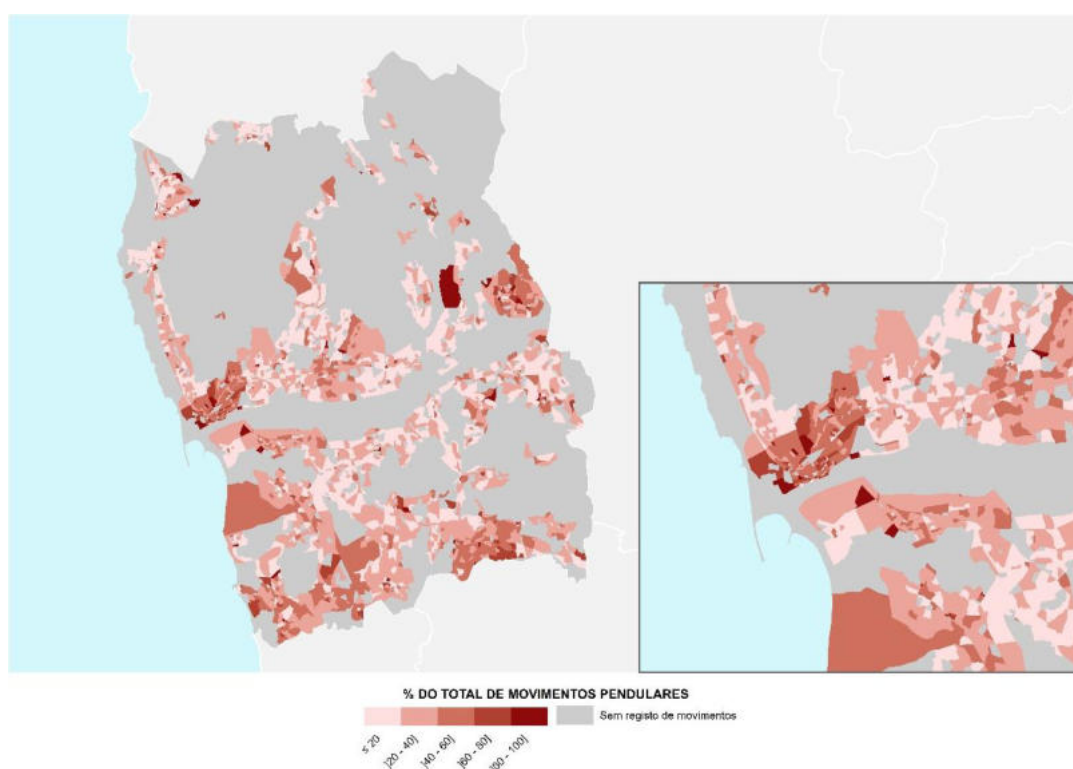 % DO TOTAL DE MOVIMENTOS PENDULARES
Sem registo de movimentos
≤ 20
]20 - 40]
]40 - 60]
]60 - 80]
]80 - 100]